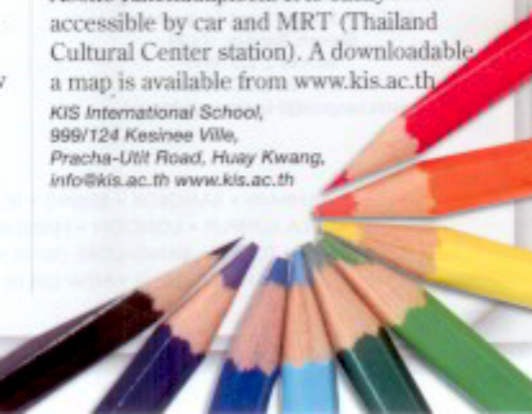 accessible by car and MRT (Thailand
Cultural Center station). A downloadable
a map is available from www.kis.ac.th
KIS International School,
999/124 Kesinee Ville,
Pracha-Utit Road, Huay Kwang,
info@kis.ac.th www.kis.ac.th